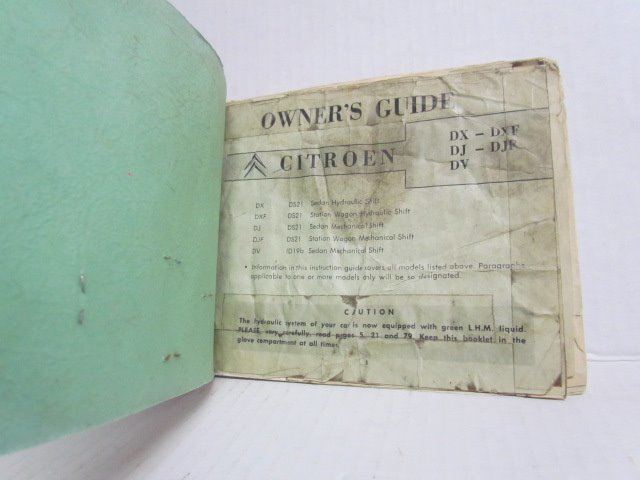 OWNER'S GUIDE
CITROEN
DX - DXF
DJ - DJF
DV
DX DS21 Sedan Hydraulic Shift
DXF DS21 Station Wagon Hydraulic Shift
DJ DS21 Sedan Mechanical Shift
DJF DS21 Station Wagon Mechanical Shift
DV ID19b Sedan Mechanical Shift
• Information in this instruction guide covers all models listed above. Paragraphs
applicable to one or more models only will be so designated.
CAUTION
The hydraulic system of your car is now equipped with green L.H.M. liquid.
PLEASE very carefully, read pages 5, 21 and 79. Keep this booklet in the
glove compartment at all times.